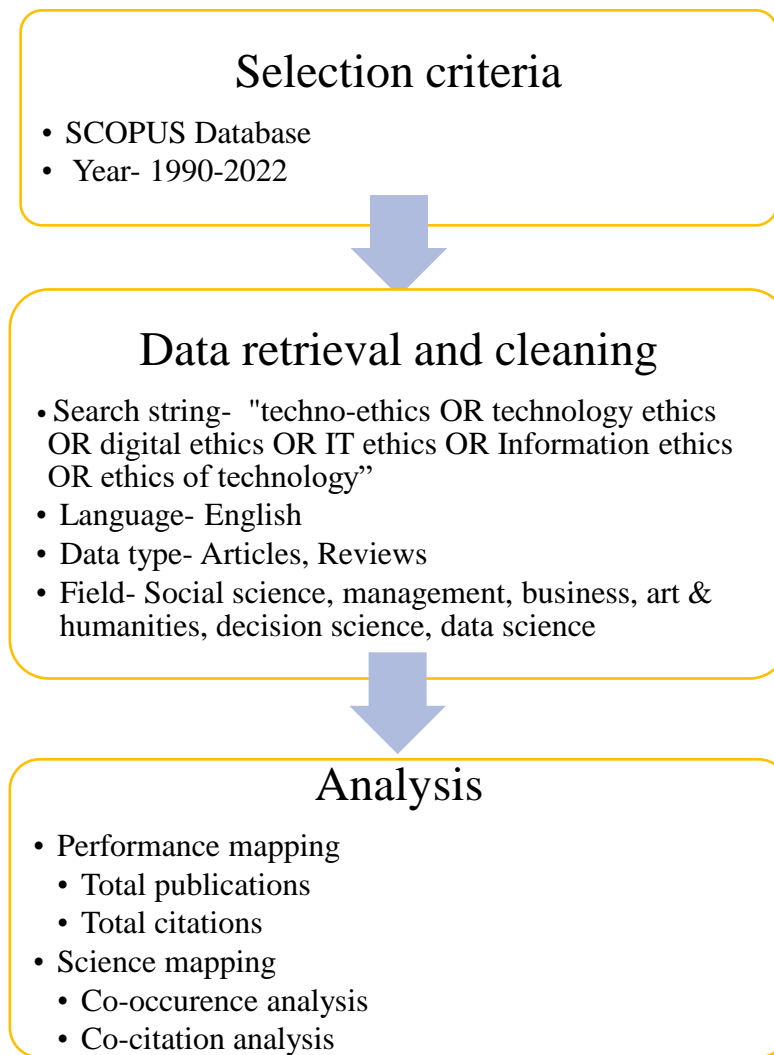 Selection criteria
• SCOPUS Database
• Year- 1990-2022
Data retrieval and cleaning
• Search string- "techno-ethics OR technology ethics
OR digital ethics OR IT ethics OR Information ethics
OR ethics of technology”
• Language- English
• Data type- Articles, Reviews
• Field- Social science, management, business, art &
humanities, decision science, data science
Analysis
• Performance mapping
• Total publications
• Total citations
• Science mapping
• Co-occurence analysis
• Co-citation analysis